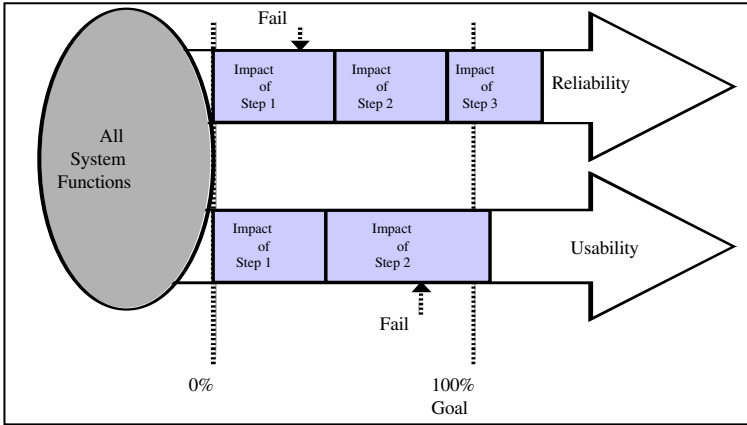 Fail
Impact
of
Step 1
Impact
of
Step 2
Impact
of
Step 3
Reliability
All
System
Functions
Impact
of
Step 1
Impact
of
Step 2
Usability
Fail
0%
100%
Goal